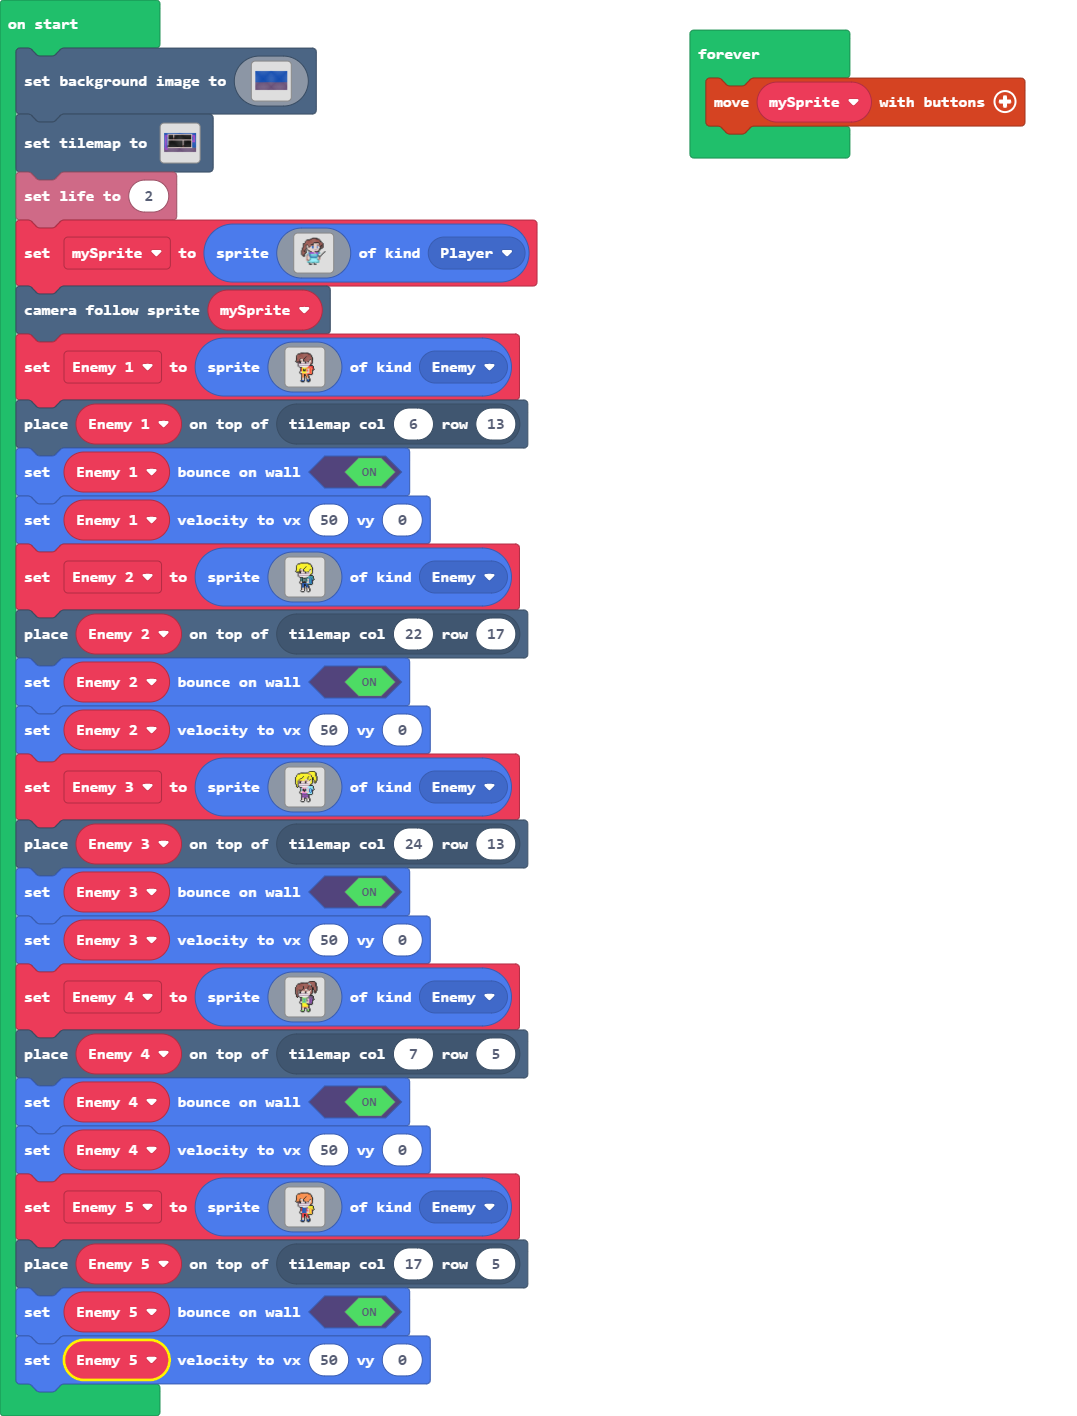 on start
set background image to
set tilemap to
set life to 2
set mySprite to sprite of kind Player
camera follow sprite mySprite
set Enemy 1 to sprite of kind Enemy
place Enemy 1 on top of tilemap col 6 row 13
set Enemy 1 bounce on wall ON
set Enemy 1 velocity to vx 50 vy 0
set Enemy 2 to sprite of kind Enemy
place Enemy 2 on top of tilemap col 22 row 17
set Enemy 2 bounce on wall ON
set Enemy 2 velocity to vx 50 vy 0
set Enemy 3 to sprite of kind Enemy
place Enemy 3 on top of tilemap col 24 row 13
set Enemy 3 bounce on wall ON
set Enemy 3 velocity to vx 50 vy 0
set Enemy 4 to sprite of kind Enemy
place Enemy 4 on top of tilemap col 7 row 5
set Enemy 4 bounce on wall ON
set Enemy 4 velocity to vx 50 vy 0
set Enemy 5 to sprite of kind Enemy
place Enemy 5 on top of tilemap col 17 row 5
set Enemy 5 bounce on wall ON
set Enemy 5 velocity to vx 50 vy 0
forever
move mySprite with buttons